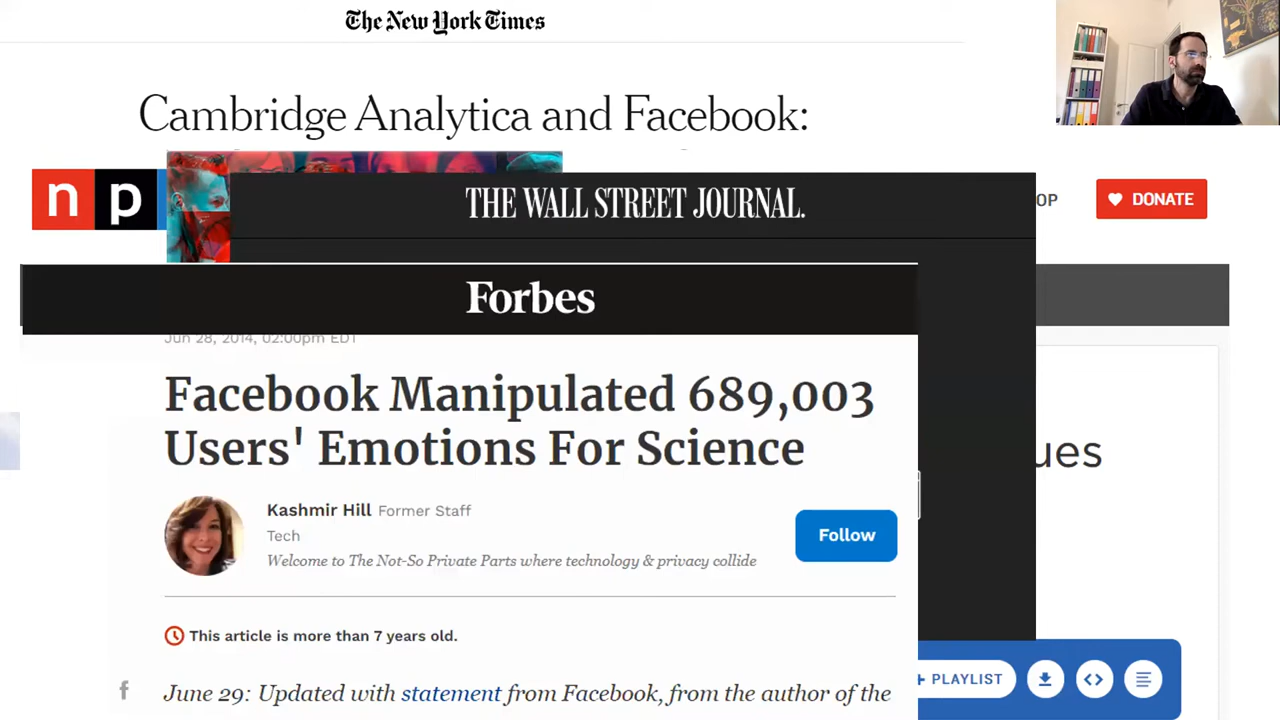 The New York Times
Cambridge Analytica and Facebook:
n p
THE WALL STREET JOURNAL.
OP
DONATE
Forbes
Jun 28, 2014, 02:00pm EDT
Facebook Manipulated 689,003
Users' Emotions For Science
ues
Kashmir Hill Former Staff
Tech
Follow
Welcome to The Not-So Private Parts where technology & privacy collide
This article is more than 7 years old.
PLAYLIST
June 29: Updated with statement from Facebook, from the author of the